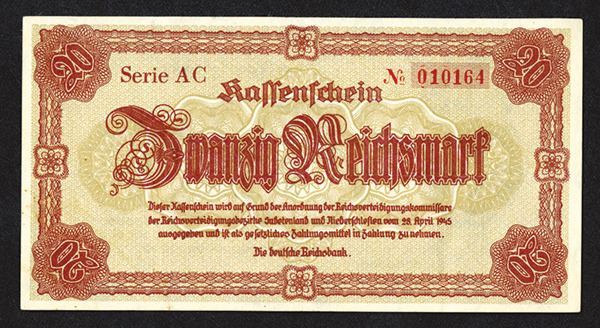 20 20
Serie AC № 010164
Kassenschein
Zwanzig Reichsmark
Dieser Kassenschein wird auf Grund der Anordnung der Reichsverteidigungskommissare
der Reichsverteidigungsbezirke Sudetenland und Niederschlesien vom 28. April 1945
ausgegeben und ist als gesetzliches Zahlungsmittel in Zahlung zu nehmen.
Die deutsche Reichsbank.
20 20